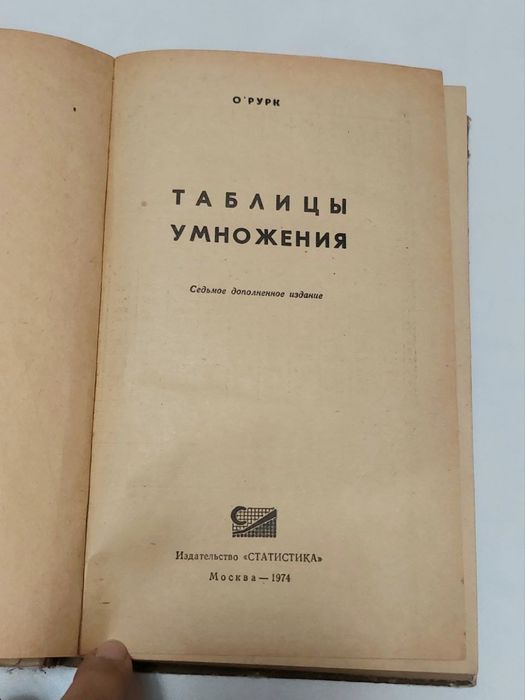 О'РУРК
ТАБЛИЦЫ
УМНОЖЕНИЯ
Седьмое дополненное издание
Издательство «СТАТИСТИКА»
Москва — 1974